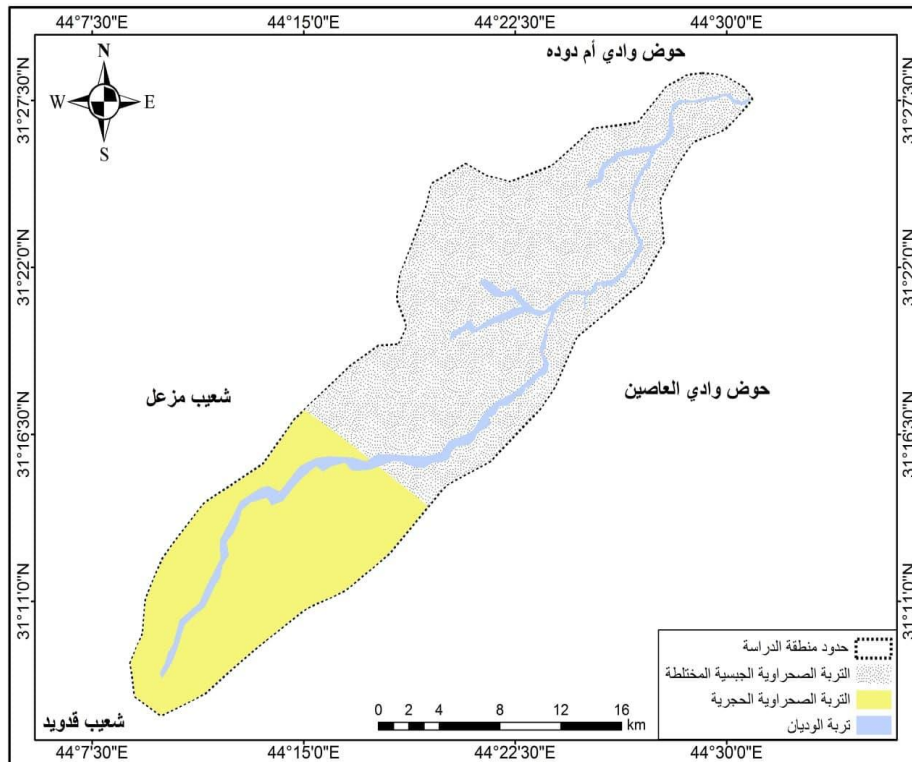 44°7'30"E 44°15'0"E 44°22'30"E 44°30'0"E
حوض وادي أم دوده
N
W E
S
31°27'30"N 31°27'30"N
31°22'0"N 31°22'0"N
شعيب مزعل
حوض وادي العاصين
31°16'30"N 31°16'30"N
31°11'0"N 31°11'0"N
شعيب قدويد
حدود منطقة الدراسة
التربة الصحراوية الجبسية المختلطة
التربة الصحراوية الحجرية
تربة الوديان
0 2 4 8 12 16
km
44°7'30"E 44°15'0"E 44°22'30"E 44°30'0"E